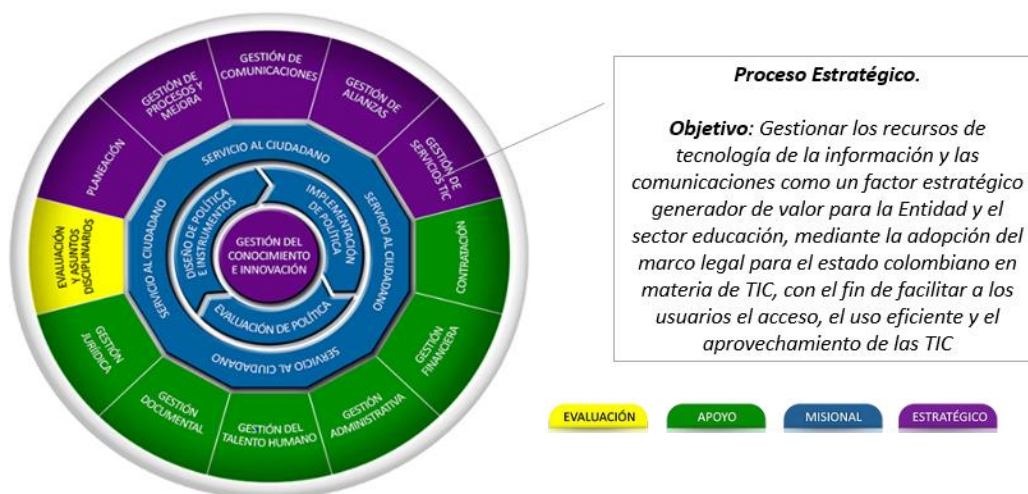 GESTIÓN DE
COMUNICACIONES
GESTIÓN DE
PROCESOS Y
MEJORA
GESTIÓN DE
ALIANZAS
PLANEACIÓN
GESTIÓN DE
SERVICIOS TIC
EVALUACIÓN
Y ASUNTOS
DISCIPLINARIOS
CONTRATACIÓN
GESTIÓN
JURÍDICA
GESTIÓN
FINANCIERA
GESTIÓN
DOCUMENTAL
GESTIÓN DEL
TALENTO HUMANO
GESTIÓN
ADMINISTRATIVA
SERVICIO AL CIUDADANO
SERVICIO AL CIUDADANO
SERVICIO AL CIUDADANO
SERVICIO AL CIUDADANO
DISEÑO DE POLÍTICA
E INSTRUMENTOS
IMPLEMENTACIÓN
DE POLÍTICA
EVALUACIÓN DE POLÍTICA
GESTIÓN DEL
CONOCIMIENTO
E INNOVACIÓN
Proceso Estratégico.
Objetivo: Gestionar los recursos de
tecnología de la información y las
comunicaciones como un factor estratégico
generador de valor para la Entidad y el
sector educación, mediante la adopción del
marco legal para el estado colombiano en
materia de TIC, con el fin de facilitar a los
usuarios el acceso, el uso eficiente y el
aprovechamiento de las TIC
EVALUACIÓN
APOYO
MISIONAL
ESTRATÉGICO